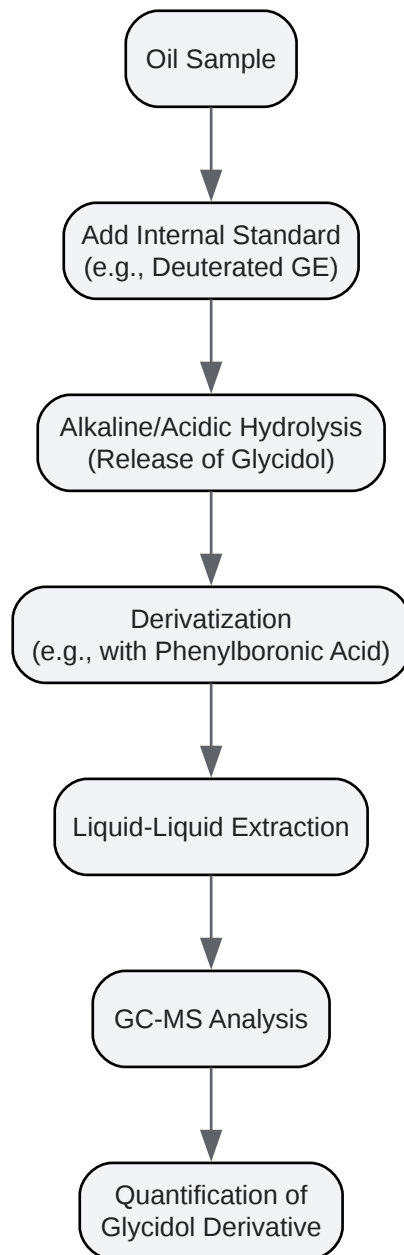 Oil Sample
Add Internal Standard
(e.g., Deuterated GE)
Alkaline/Acidic Hydrolysis
(Release of Glycidol)
Derivatization
(e.g., with Phenylboronic Acid)
Liquid-Liquid Extraction
GC-MS Analysis
Quantification of
Glycidol Derivative